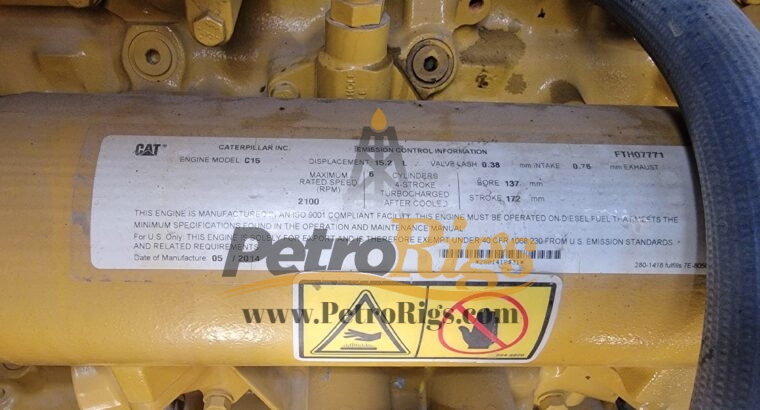 CAT CATERPILLAR INC. EMISSION CONTROL INFORMATION FTH07771
ENGINE MODEL C15 DISPLACEMENT 15.2 L VALVE LASH 0.38 mm INTAKE 0.76 mm EXHAUST
MAXIMUM RATED SPEED (RPM) 2100
6 CYLINDERS
4-STROKE
TURBOCHARGED
AFTER COOLED
BORE 137 mm
STROKE 172 mm
THIS ENGINE IS MANUFACTURED IN AN ISO 9001 COMPLIANT FACILITY. THIS ENGINE MUST BE OPERATED ON DIESEL FUEL THAT MEETS THE
MINIMUM SPECIFICATIONS FOUND IN THE OPERATION AND MAINTENANCE MANUAL.
For U.S. Only: THIS ENGINE IS SOLELY FOR EXPORT AND IS THEREFORE EXEMPT UNDER 40 CFR 1068.230 FROM U.S. EMISSION STANDARDS
AND RELATED REQUIREMENTS.
Date of Manufacture: 05 / 2014
280-1418 fulfills 7E-6056
PetroRigs
www.PetroRigs.com